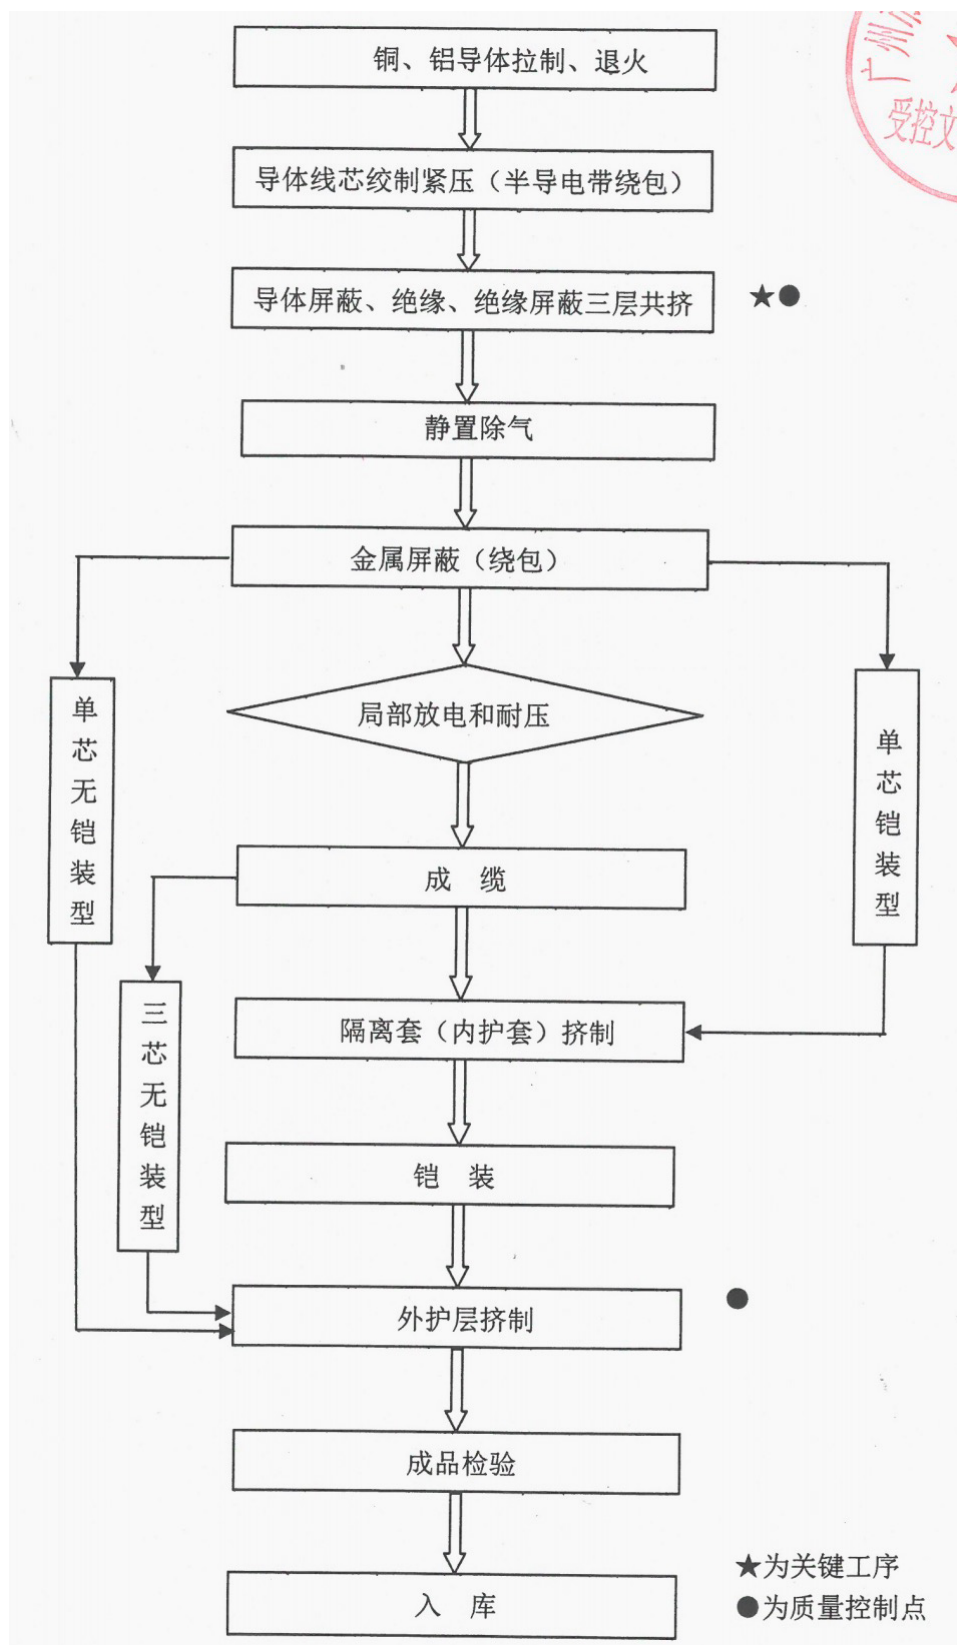 广州
受控文
铜、铝导体拉制、退火
导体线芯绞制紧压（半导电带绕包）
导体屏蔽、绝缘、绝缘屏蔽三层共挤
★●
静置除气
金属屏蔽（绕包）
局部放电和耐压
单芯无铠装型
单芯铠装型
成 缆
三芯无铠装型
隔离套（内护套）挤制
铠 装
外护层挤制
●
成品检验
入 库
★为关键工序
●为质量控制点